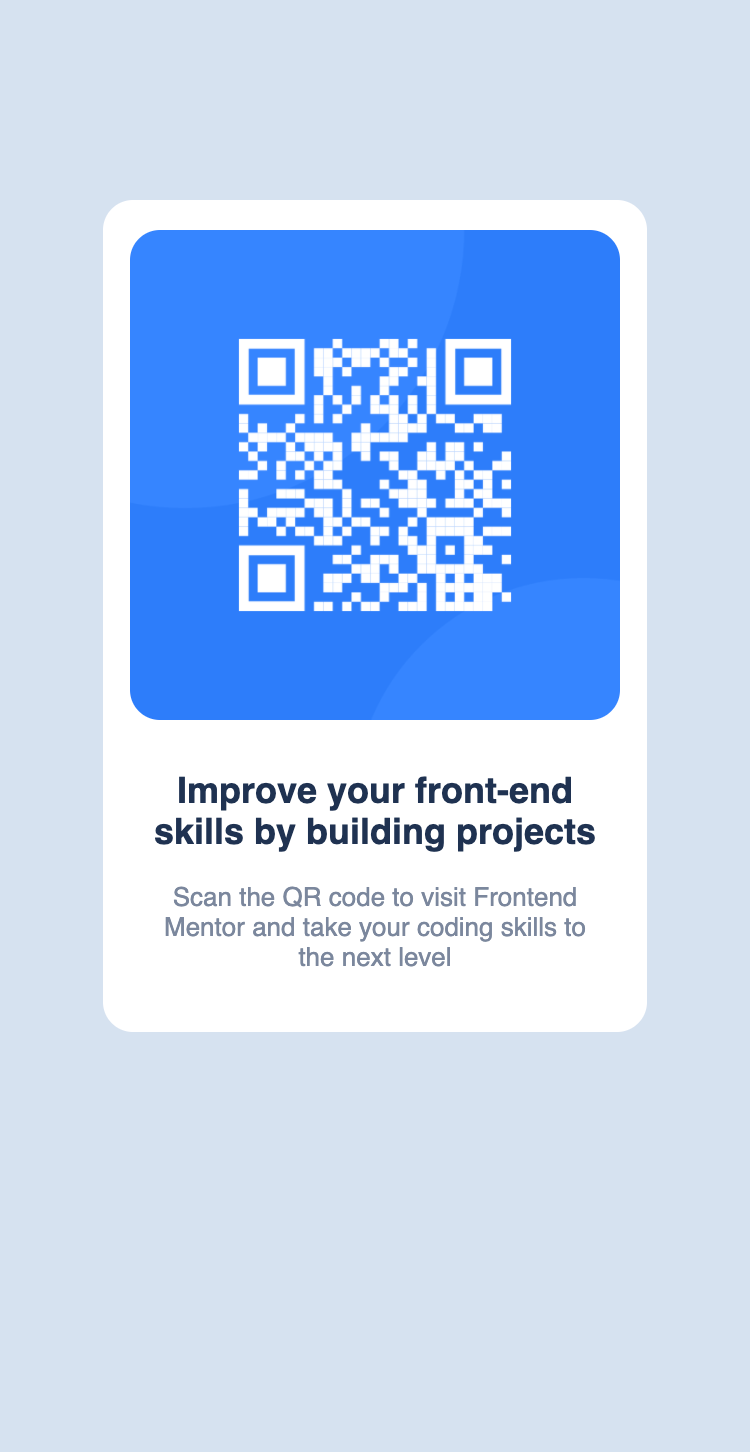 Improve your front-end
skills by building projects
Scan the QR code to visit Frontend
Mentor and take your coding skills to
the next level